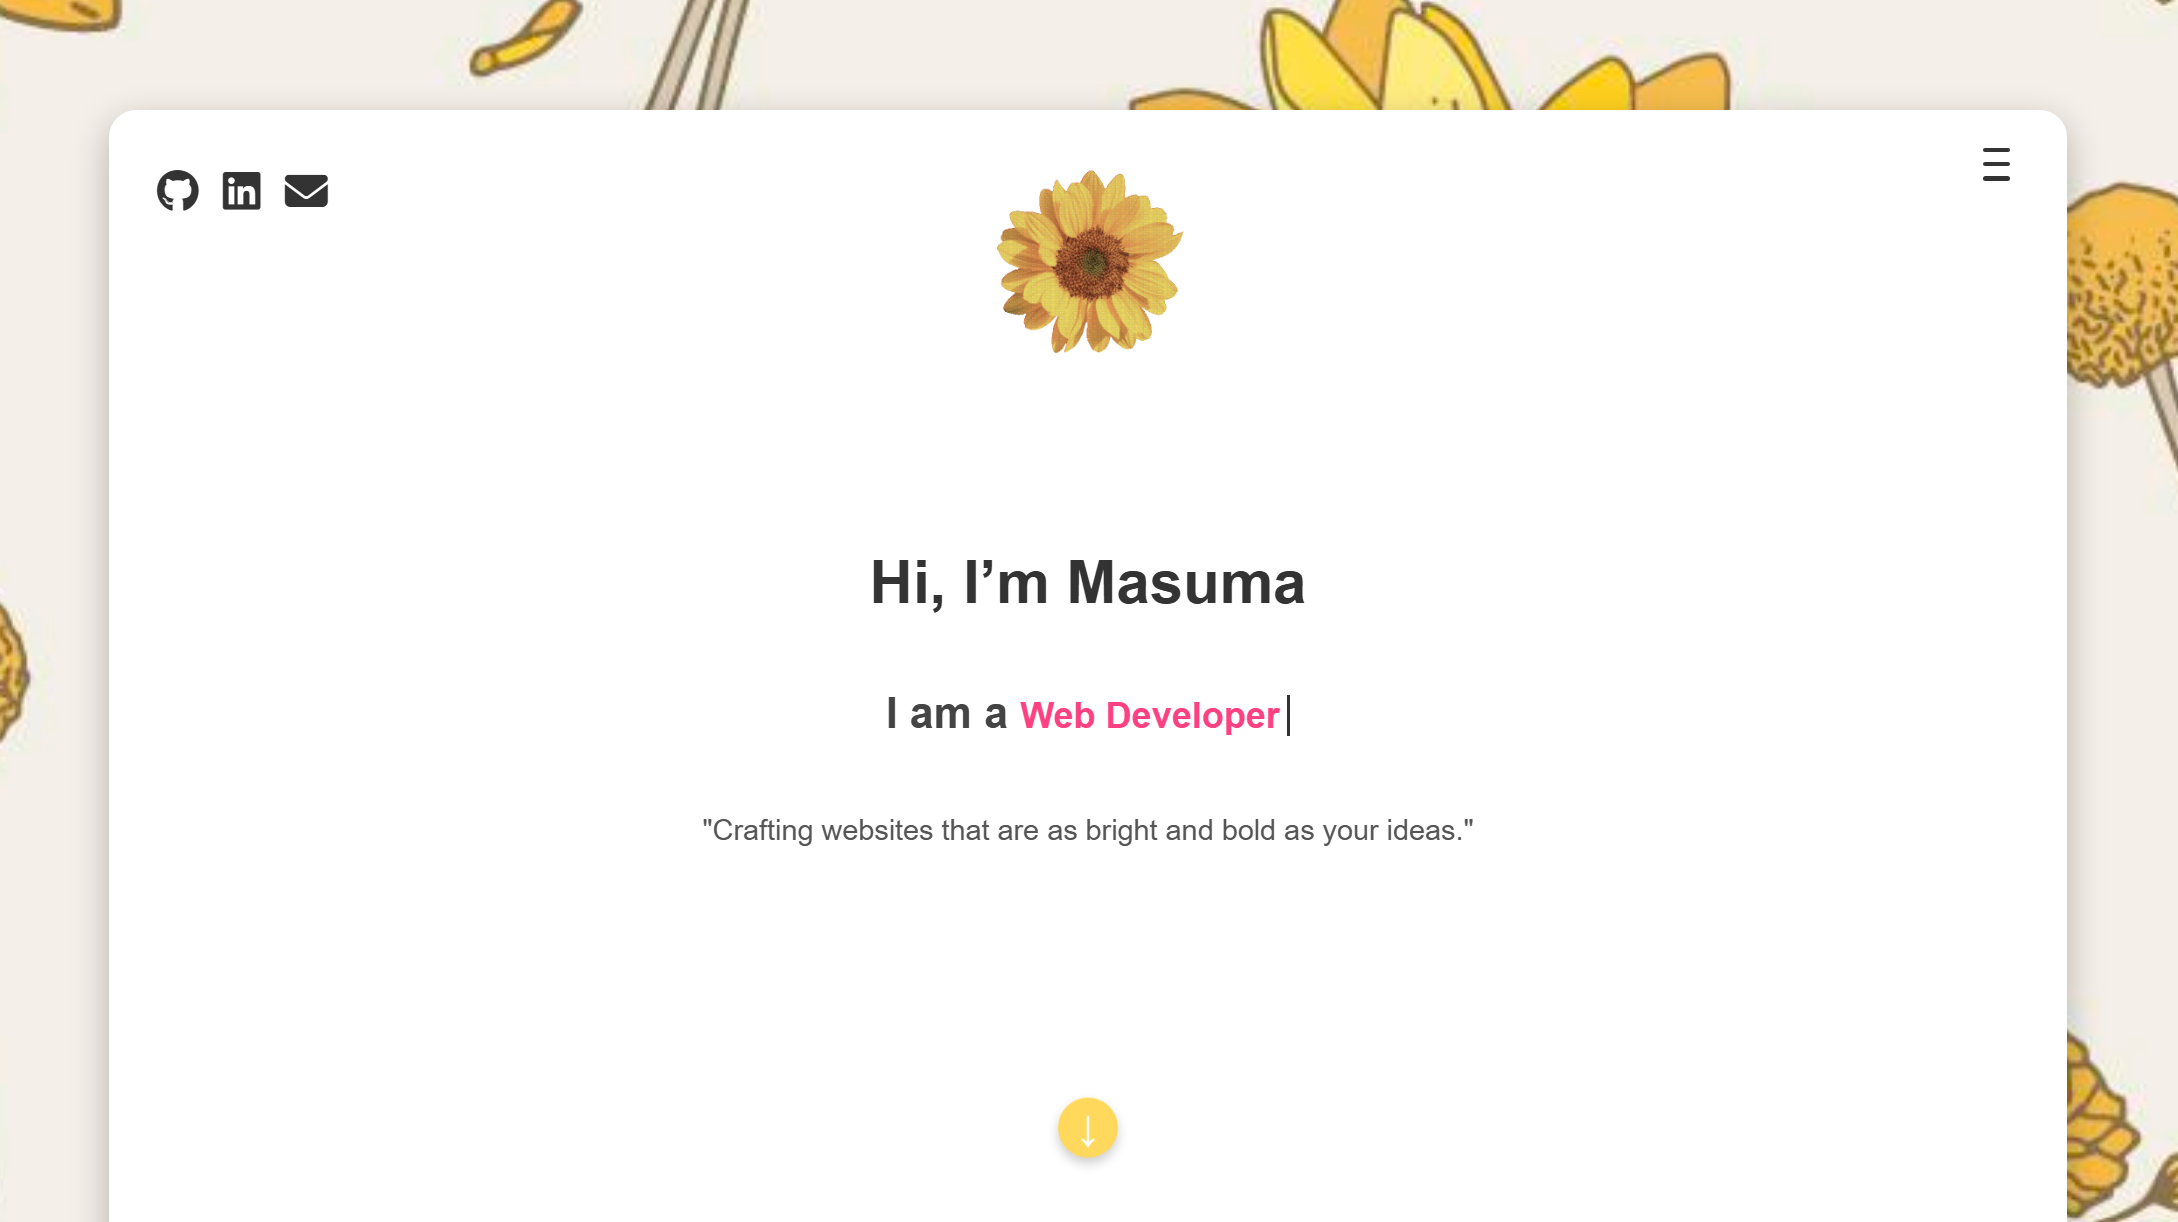 Hi, I’m Masuma
I am a Web Developer
"Crafting websites that are as bright and bold as your ideas."